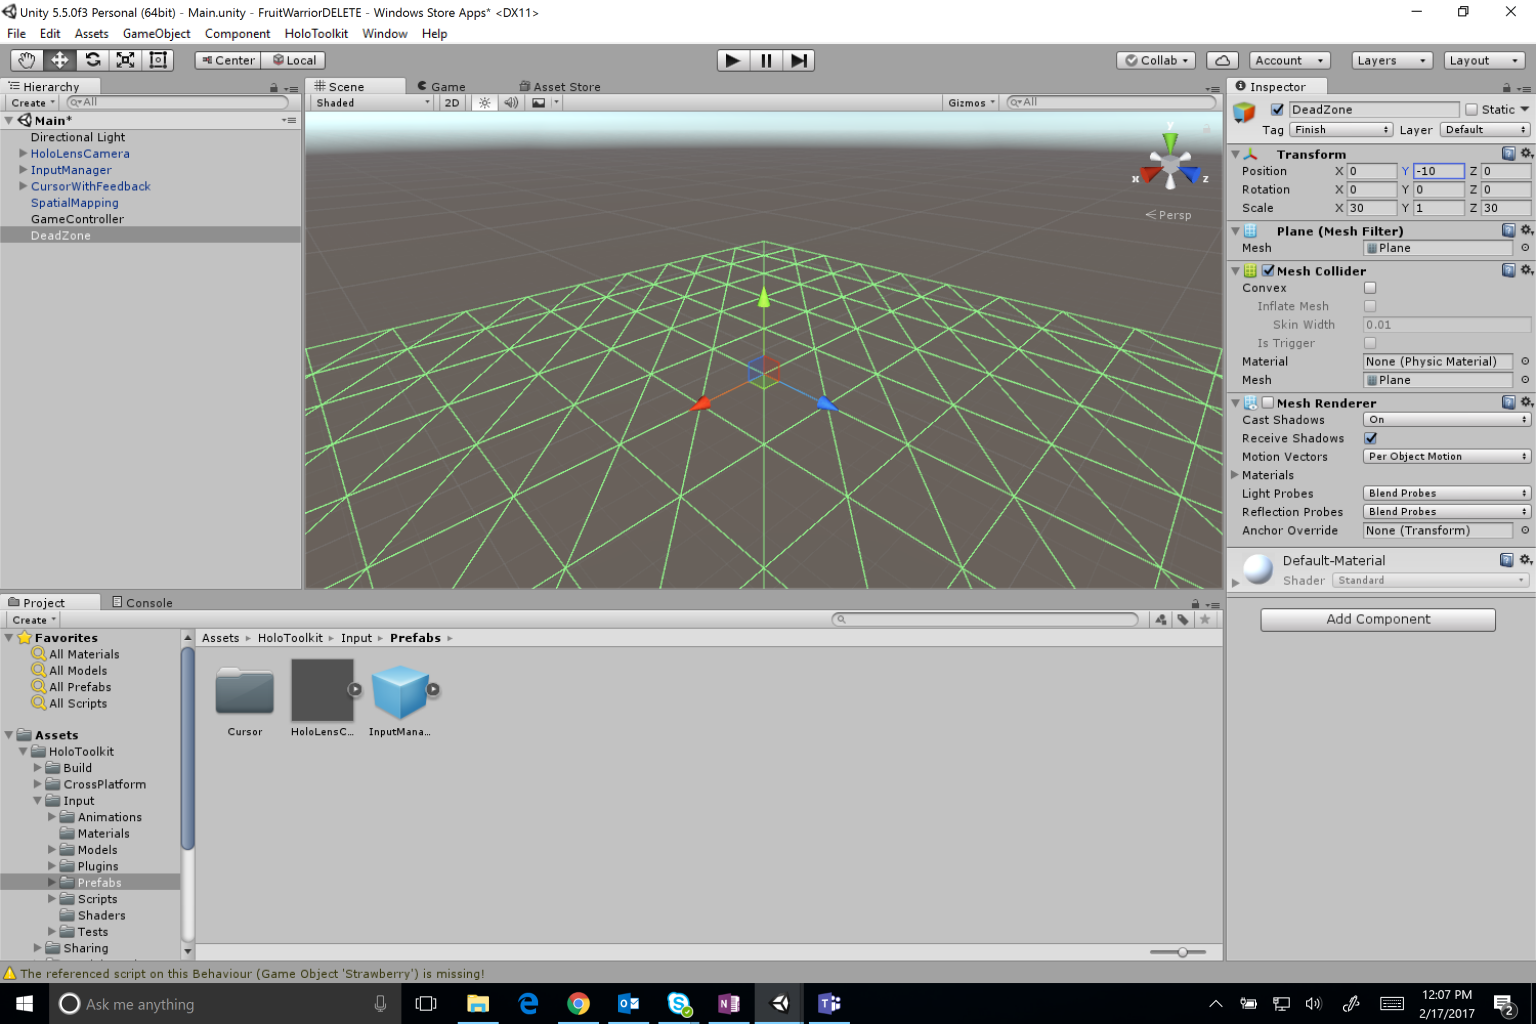 Unity 5.5.0f3 Personal (64bit) - Main.unity - FruitWarriorDELETE - Windows Store Apps* <DX11>
File Edit Assets GameObject Component HoloToolkit Window Help
Center Local Collab Account Layers Layout
Hierarchy
Create All
Main*
Directional Light
HoloLensCamera
InputManager
CursorWithFeedback
SpatialMapping
GameController
DeadZone
Scene Game Asset Store
Shaded 2D Gizmos All
y
x z
Persp
Inspector
DeadZone Static
Tag Finish Layer Default
Transform
Position X 0 Y -10 Z 0
Rotation X 0 Y 0 Z 0
Scale X 30 Y 1 Z 30
Plane (Mesh Filter)
Mesh Plane
Mesh Collider
Convex
Inflate Mesh
Skin Width 0.01
Is Trigger
Material None (Physic Material)
Mesh Plane
Mesh Renderer
Cast Shadows On
Receive Shadows
Motion Vectors Per Object Motion
Materials
Light Probes Blend Probes
Reflection Probes Blend Probes
Anchor Override None (Transform)
Default-Material
Shader Standard
Add Component
Project Console
Create
Favorites
All Materials
All Models
All Prefabs
All Scripts
Assets
HoloToolkit
Build
CrossPlatform
Input
Animations
Materials
Models
Plugins
Prefabs
Scripts
Shaders
Tests
Sharing
Assets HoloToolkit Input Prefabs
Cursor HoloLensC... InputMana...
The referenced script on this Behaviour (Game Object 'Strawberry') is missing!
Ask me anything
12:07 PM
2/17/2017
2